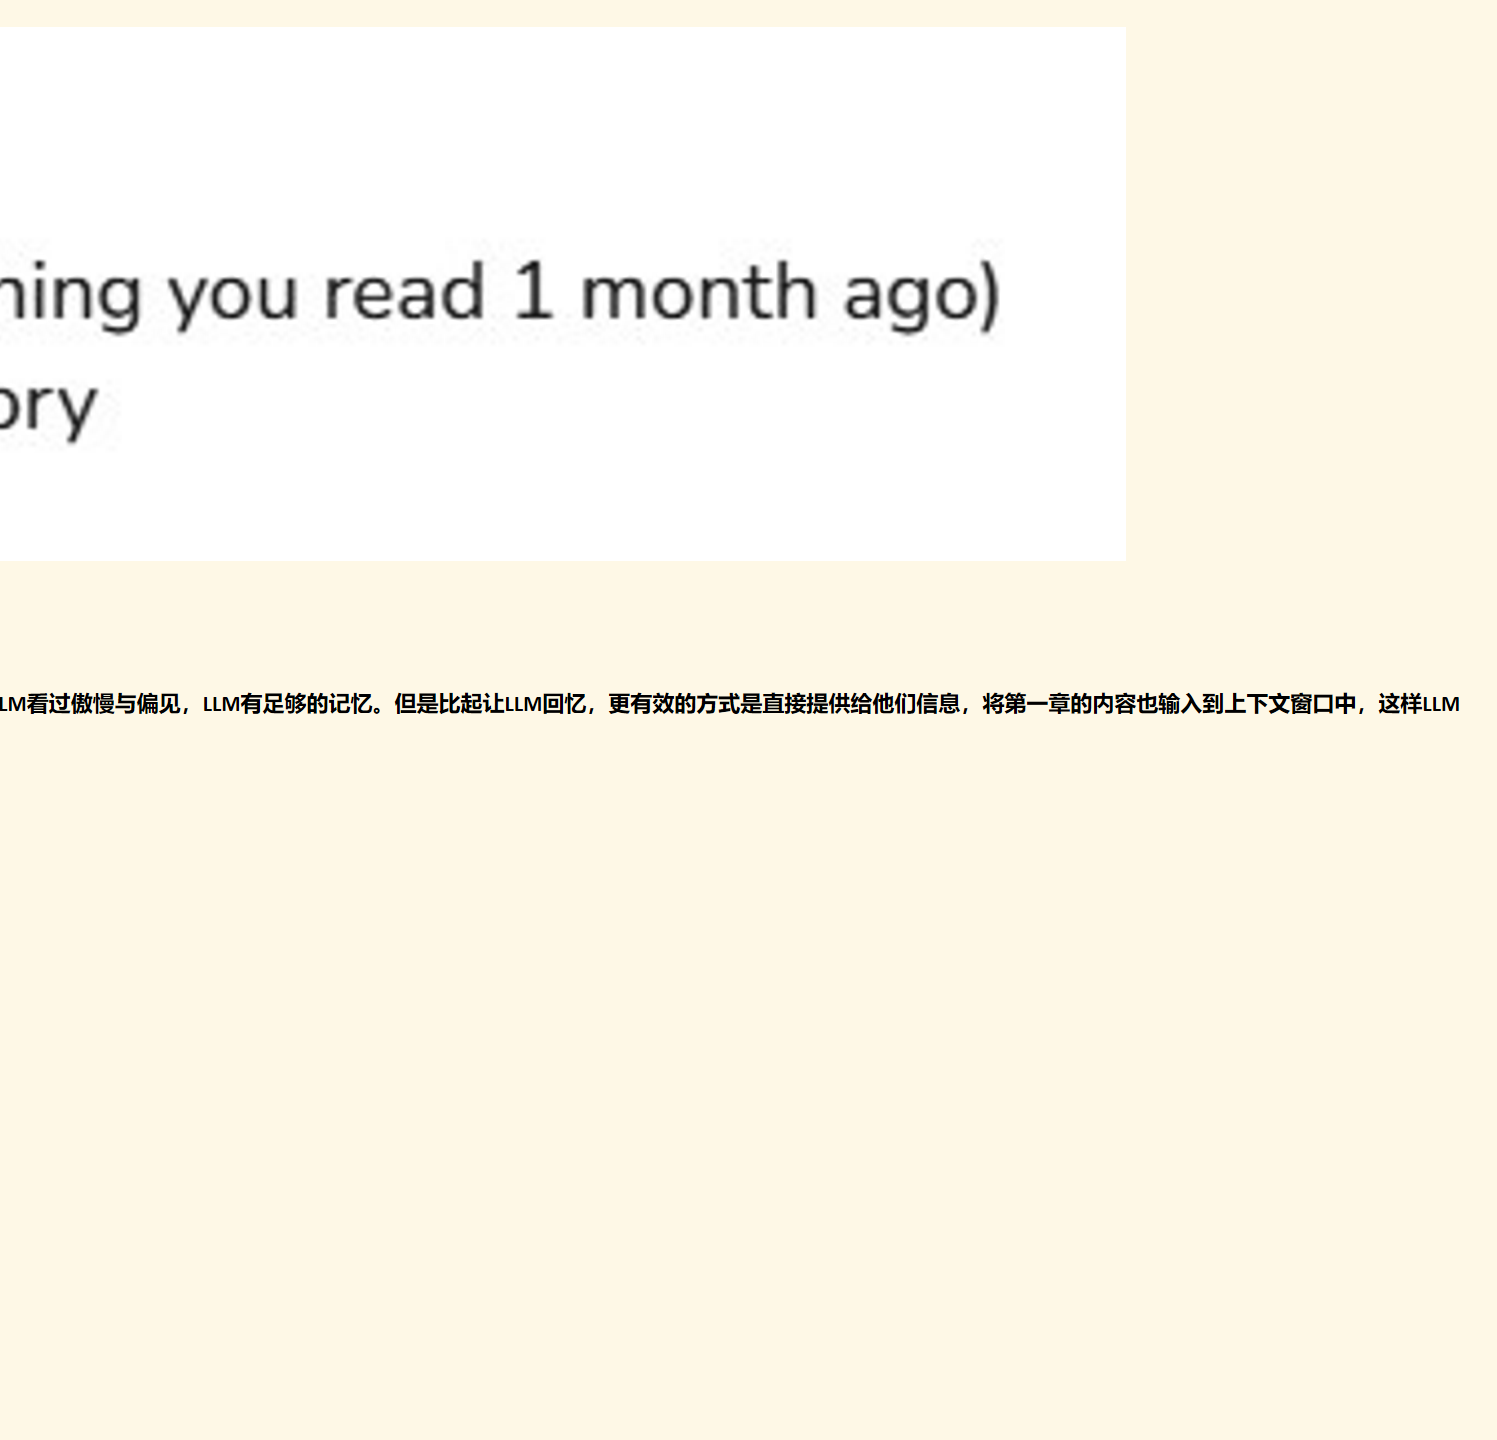 you read 1 month ago)
LM看过傲慢与偏见，LLM有足够的记忆。但是比起让LLM回忆，更有效的方式是直接提供给他们信息，将第一章的内容也输入到上下文窗口中，这样LLM